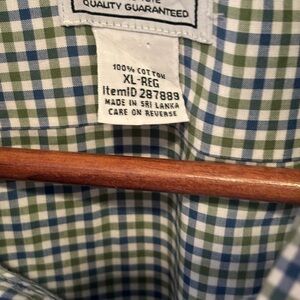 QUALITY GUARANTEED
100% COTTON
XL-REG
ItemID 287889
MADE IN SRI LANKA
CARE ON REVERSE